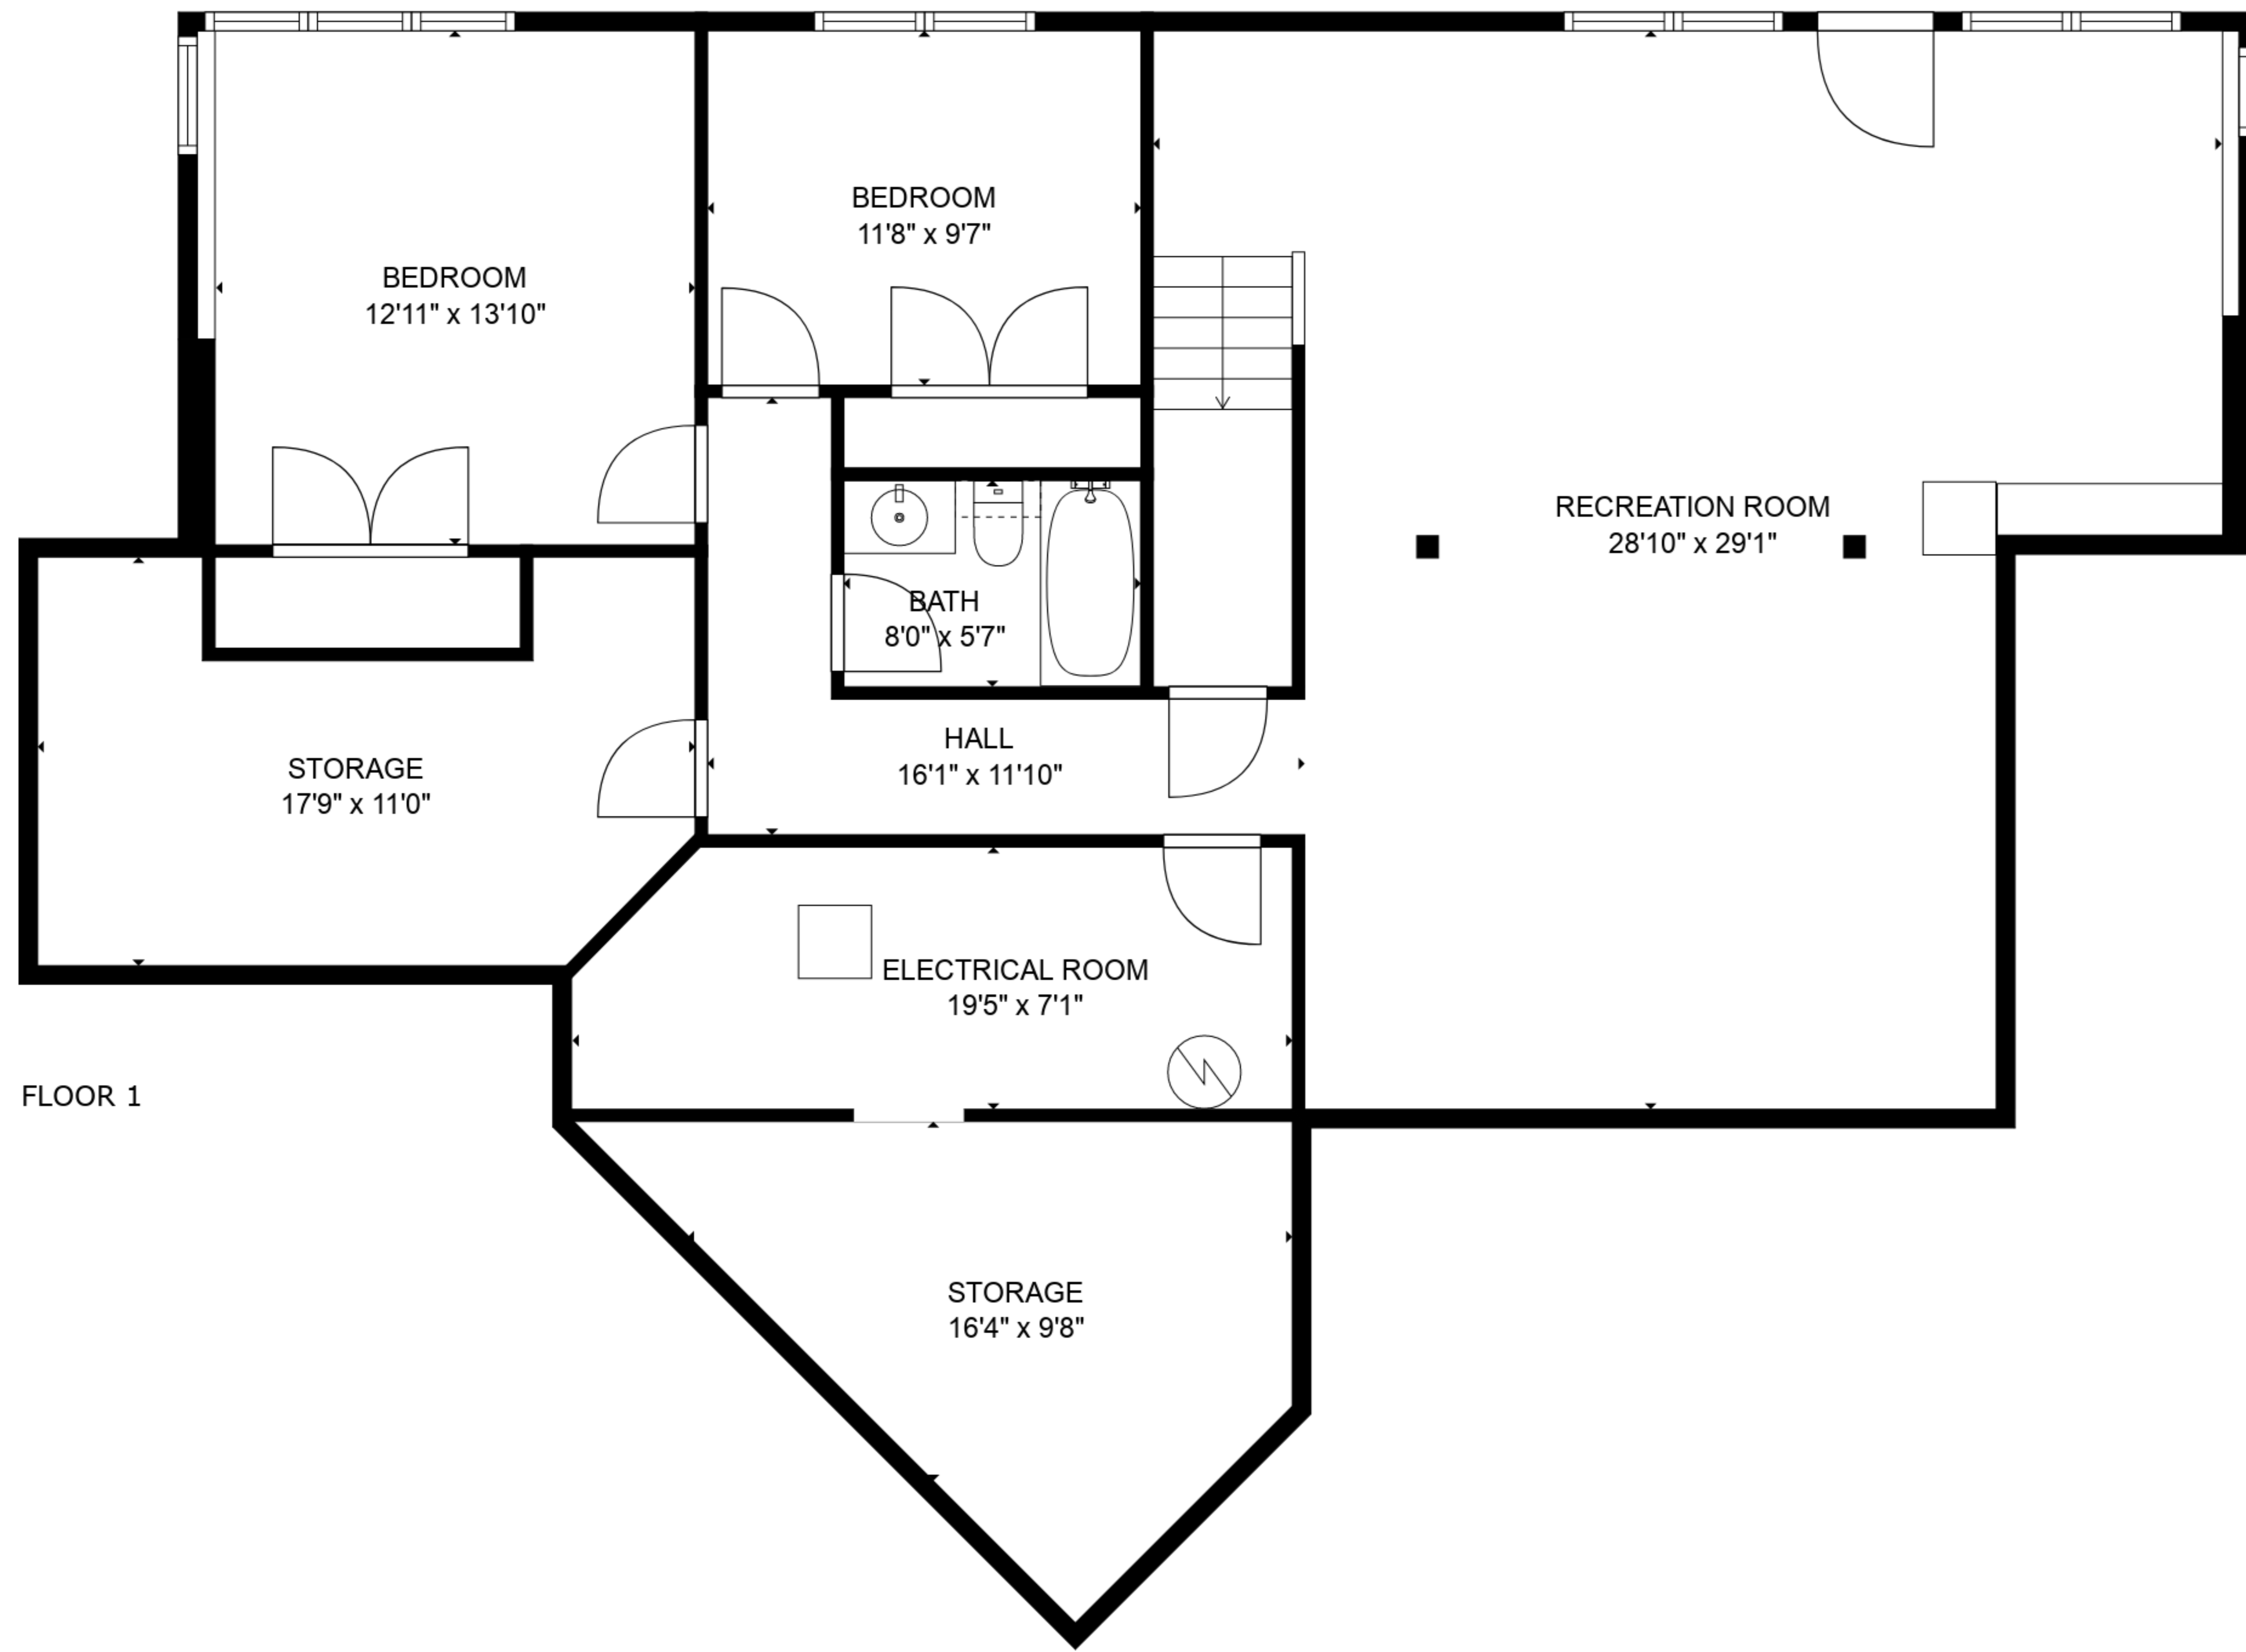 BEDROOM
11'8" x 9'7"
BEDROOM
12'11" x 13'10"
RECREATION ROOM
28'10" x 29'1"
BATH
8'0" x 5'7"
HALL
16'1" x 11'10"
STORAGE
17'9" x 11'0"
ELECTRICAL ROOM
19'5" x 7'1"
FLOOR 1
STORAGE
16'4" x 9'8"